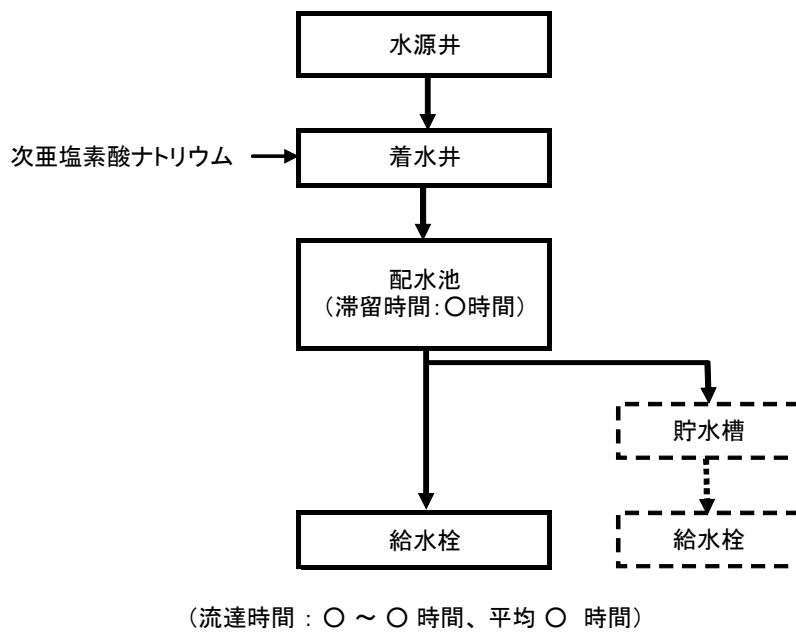 水源井
次亜塩素酸ナトリウム
着水井
配水池
（滞留時間：〇時間）
貯水槽
給水栓
給水栓
（流達時間 ： 〇 ～ 〇 時間、平均 〇 時間）